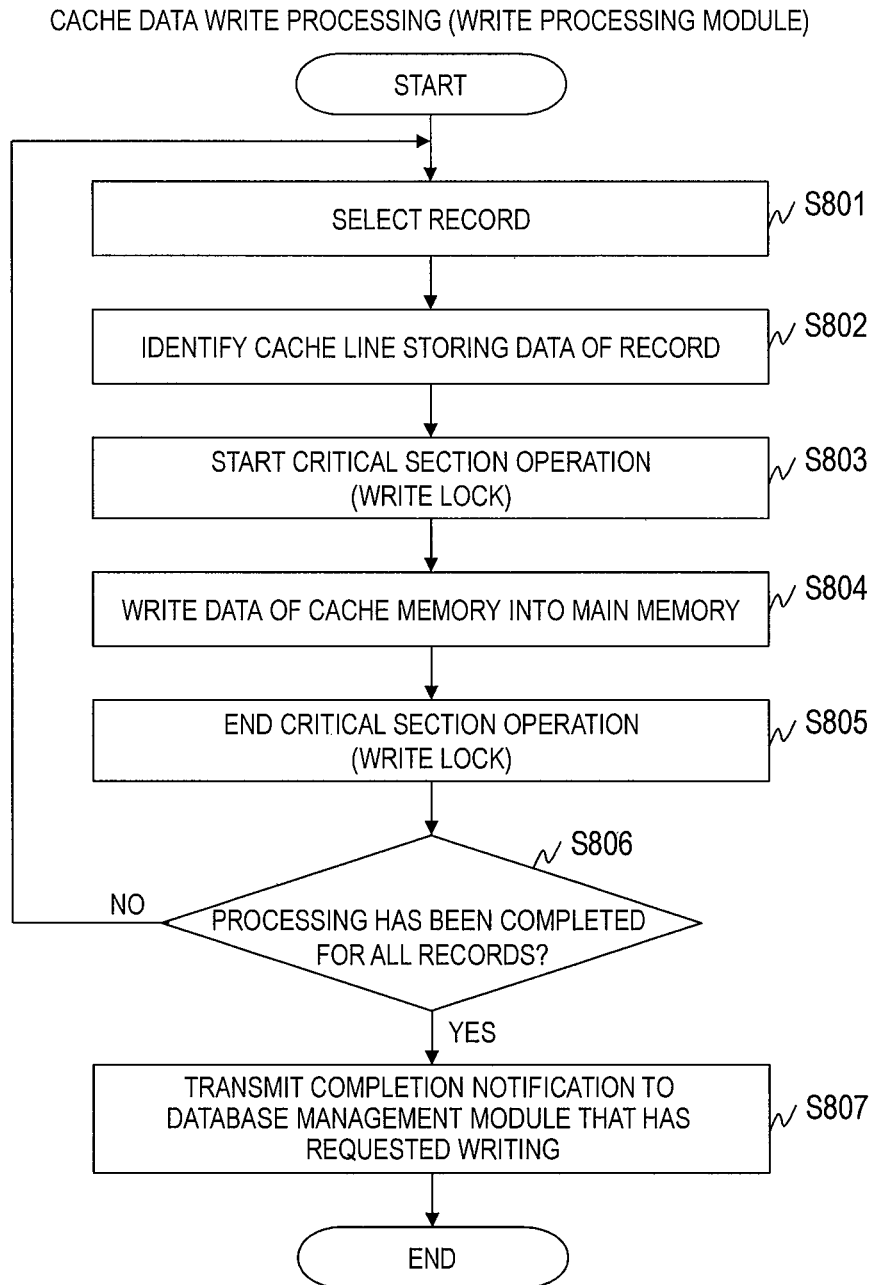 CACHE DATA WRITE PROCESSING (WRITE PROCESSING MODULE)
START
SELECT RECORD
S801
IDENTIFY CACHE LINE STORING DATA OF RECORD
S802
START CRITICAL SECTION OPERATION
(WRITE LOCK)
S803
WRITE DATA OF CACHE MEMORY INTO MAIN MEMORY
S804
END CRITICAL SECTION OPERATION
(WRITE LOCK)
S805
S806
NO
PROCESSING HAS BEEN COMPLETED
FOR ALL RECORDS?
YES
TRANSMIT COMPLETION NOTIFICATION TO
DATABASE MANAGEMENT MODULE THAT HAS
REQUESTED WRITING
S807
END